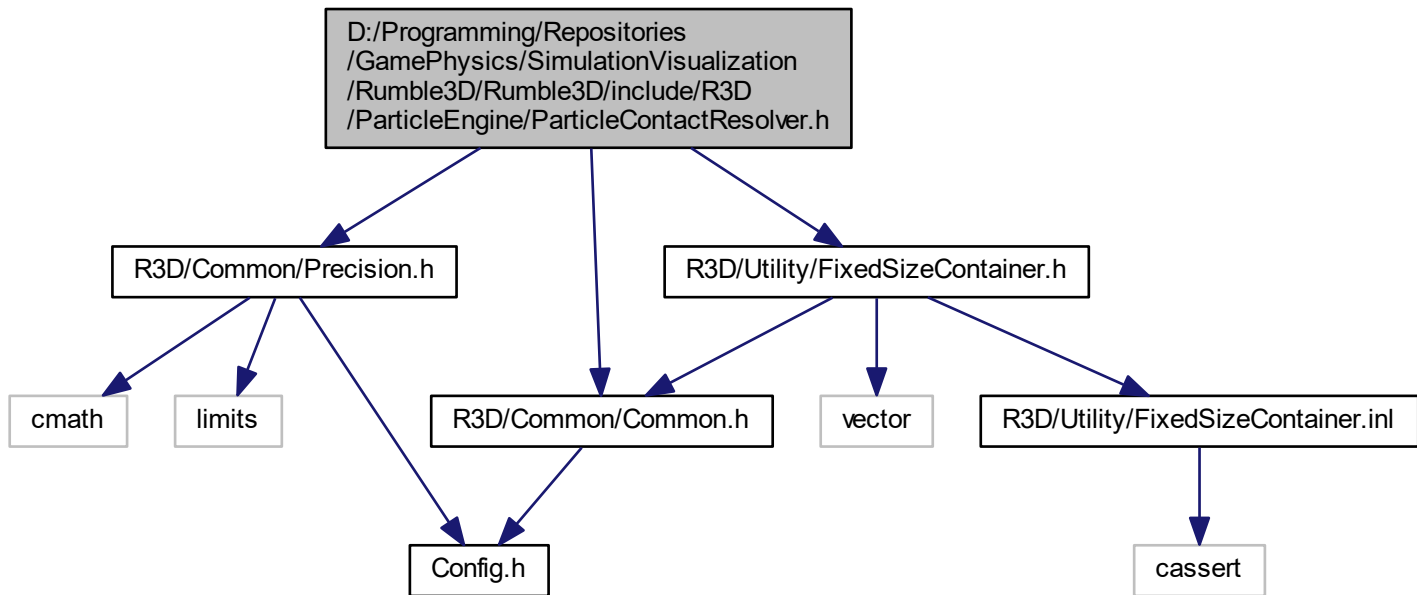 D:/Programming/Repositories
/GamePhysics/SimulationVisualization
/Rumble3D/Rumble3D/include/R3D
/ParticleEngine/ParticleContactResolver.h
R3D/Common/Precision.h
R3D/Utility/FixedSizeContainer.h
cmath
limits
R3D/Common/Common.h
vector
R3D/Utility/FixedSizeContainer.inl
Config.h
cassert